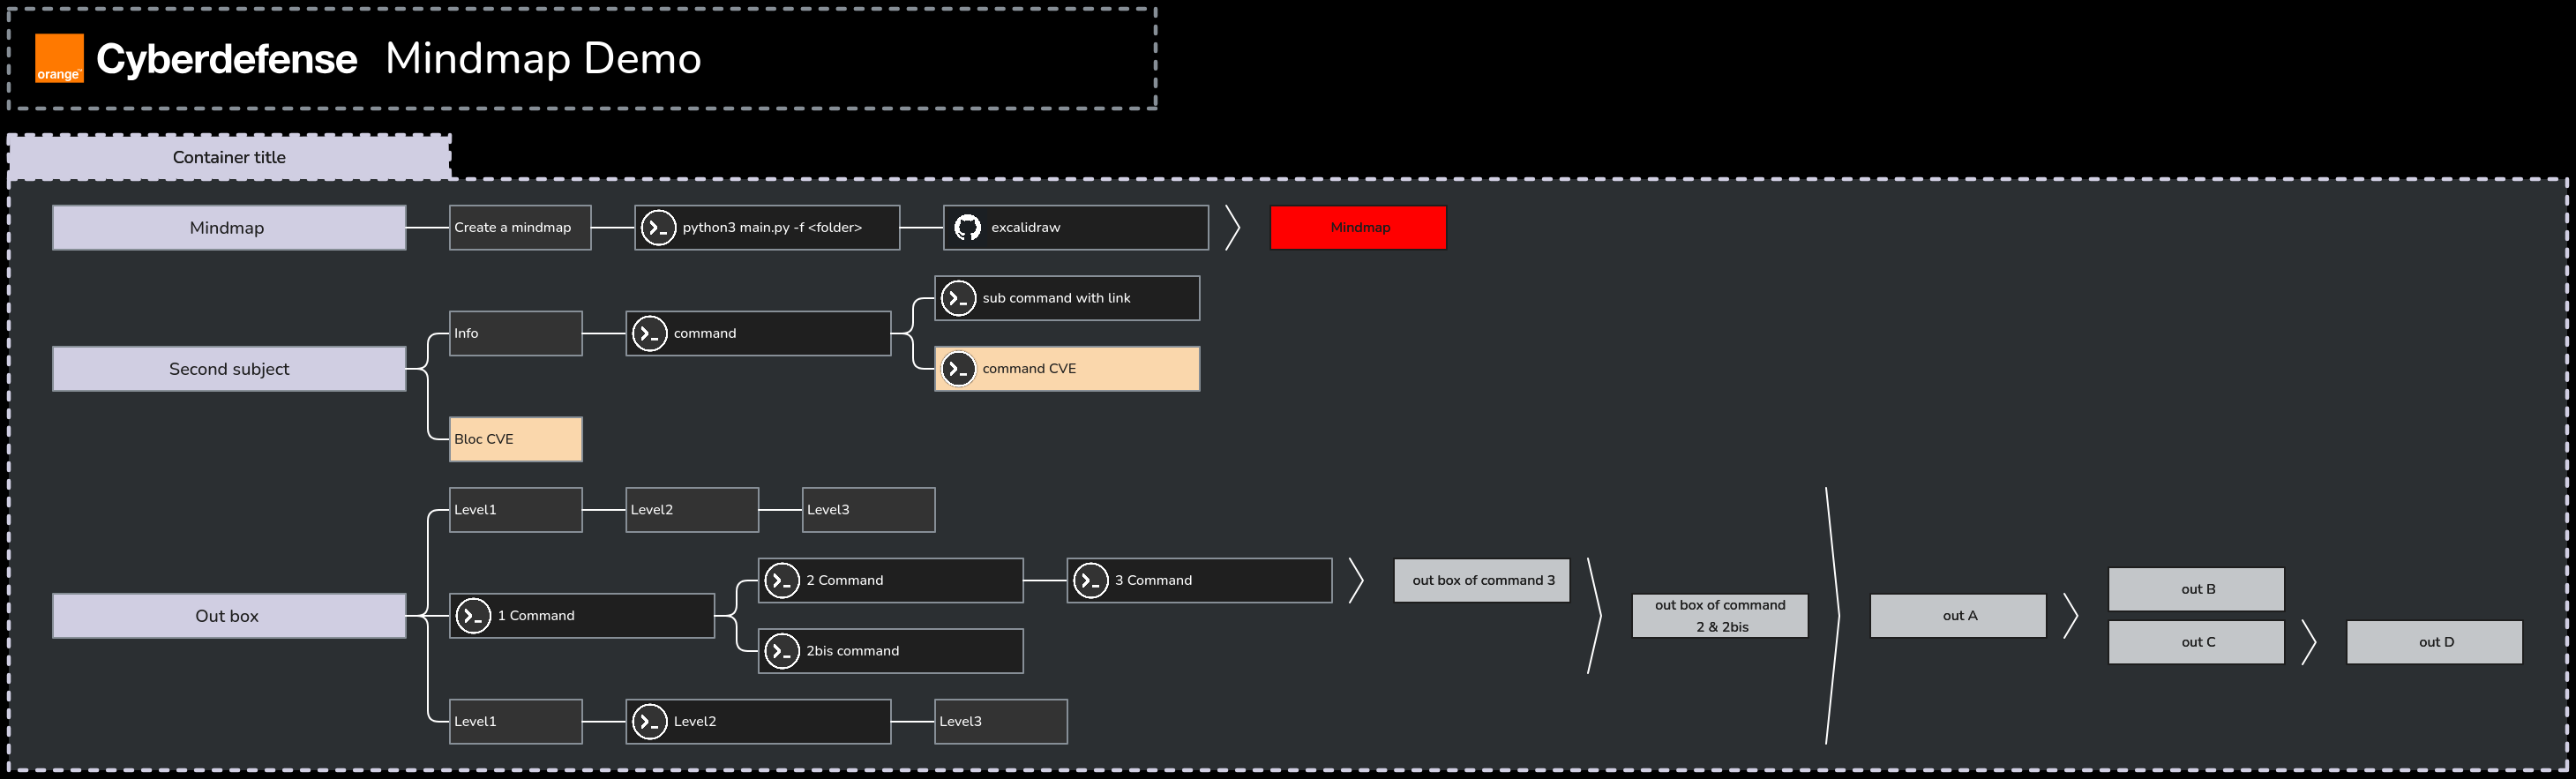 orange™
Cyberdefense Mindmap Demo
Container title
Mindmap
Create a mindmap
python3 main.py -f <folder>
excalidraw
Mindmap
sub command with link
Info
command
Second subject
command CVE
Bloc CVE
Level1
Level2
Level3
2 Command
3 Command
out box of command 3
out box of command
2 & 2bis
Out box
1 Command
out A
out B
out C
out D
2bis command
Level1
Level2
Level3